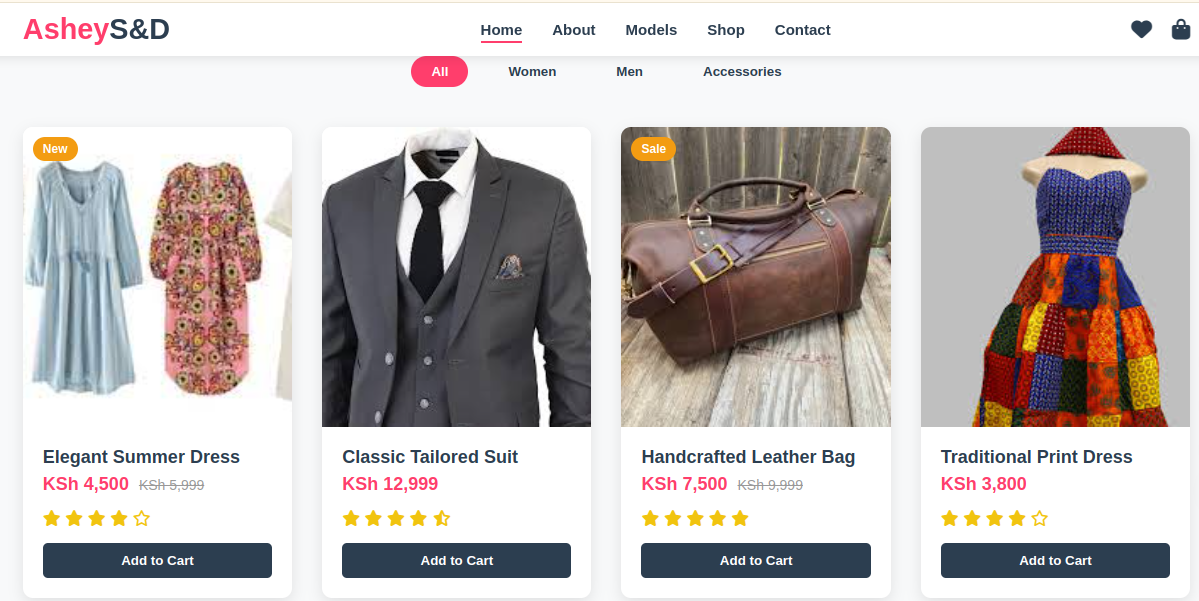 AsheyS&D
Home About Models Shop Contact
All Women Men Accessories
New
Sale
Elegant Summer Dress
KSh 4,500 KSh 5,999
Add to Cart
Classic Tailored Suit
KSh 12,999
Add to Cart
Handcrafted Leather Bag
KSh 7,500 KSh 9,999
Add to Cart
Traditional Print Dress
KSh 3,800
Add to Cart